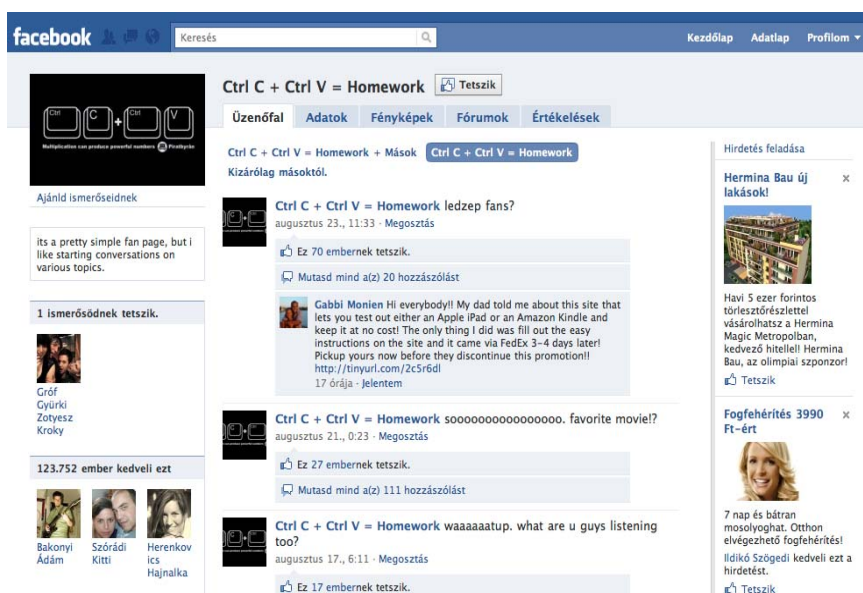 facebook
Keresés
Kezdőlap Adatlap Profilom
Ctrl C + Ctrl V = Homework Tetszik
Üzenőfal Adatok Fényképek Fórumok Értékelések
Ctrl C + Ctrl V
Multiplication can produce powerful numbers
Ajánld ismerőseidnek
its a pretty simple fan page, but i
like starting conversations on
various topics.
1 ismerősödnek tetszik.
Gróf
Gyürki
Zotyesz
Kroky
123.752 ember kedveli ezt
Bakonyi
Ádám
Szórádi
Kitti
Herenkov
ics
Hajnalka
Ctrl C + Ctrl V = Homework + Mások Ctrl C + Ctrl V = Homework
Kizárólag másoktól.
Ctrl C + Ctrl V = Homework ledzep fans?
augusztus 23., 11:33 · Megosztás
Ez 70 embernek tetszik.
Mutasd mind a(z) 20 hozzászólást
Gabbi Monien Hi everybody!! My dad told me about this site that
lets you test out either an Apple iPad or an Amazon Kindle and
keep it at no cost! The only thing I did was fill out the easy
instructions on the site and it came via FedEx 3-4 days later!
Pickup yours now before they discontinue this promotion!!
http://tinyurl.com/2c5r6dl
17 órája · Jelentem
Ctrl C + Ctrl V = Homework soooooooooooooooo. favorite movie!?
augusztus 21., 0:23 · Megosztás
Ez 27 embernek tetszik.
Mutasd mind a(z) 111 hozzászólást
Ctrl C + Ctrl V = Homework waaaaaatup. what are u guys listening
too?
augusztus 17., 6:11 · Megosztás
Ez 17 embernek tetszik.
Hirdetés feladása
Hermina Bau új x
lakások!
Havi 5 ezer forintos
törlesztőrészlettel
vásárolhatsz a Hermina
Magic Metropolban,
kedvező hitellel! Hermina
Bau, az olimpiai szponzor!
Tetszik
Fogfehérítés 3990 x
Ft-ért
7 nap és bátran
mosolyoghat. Otthon
elvégezhető fogfehérítés!
Ildikó Szögedi kedveli ezt a
hirdetést.
Tetszik